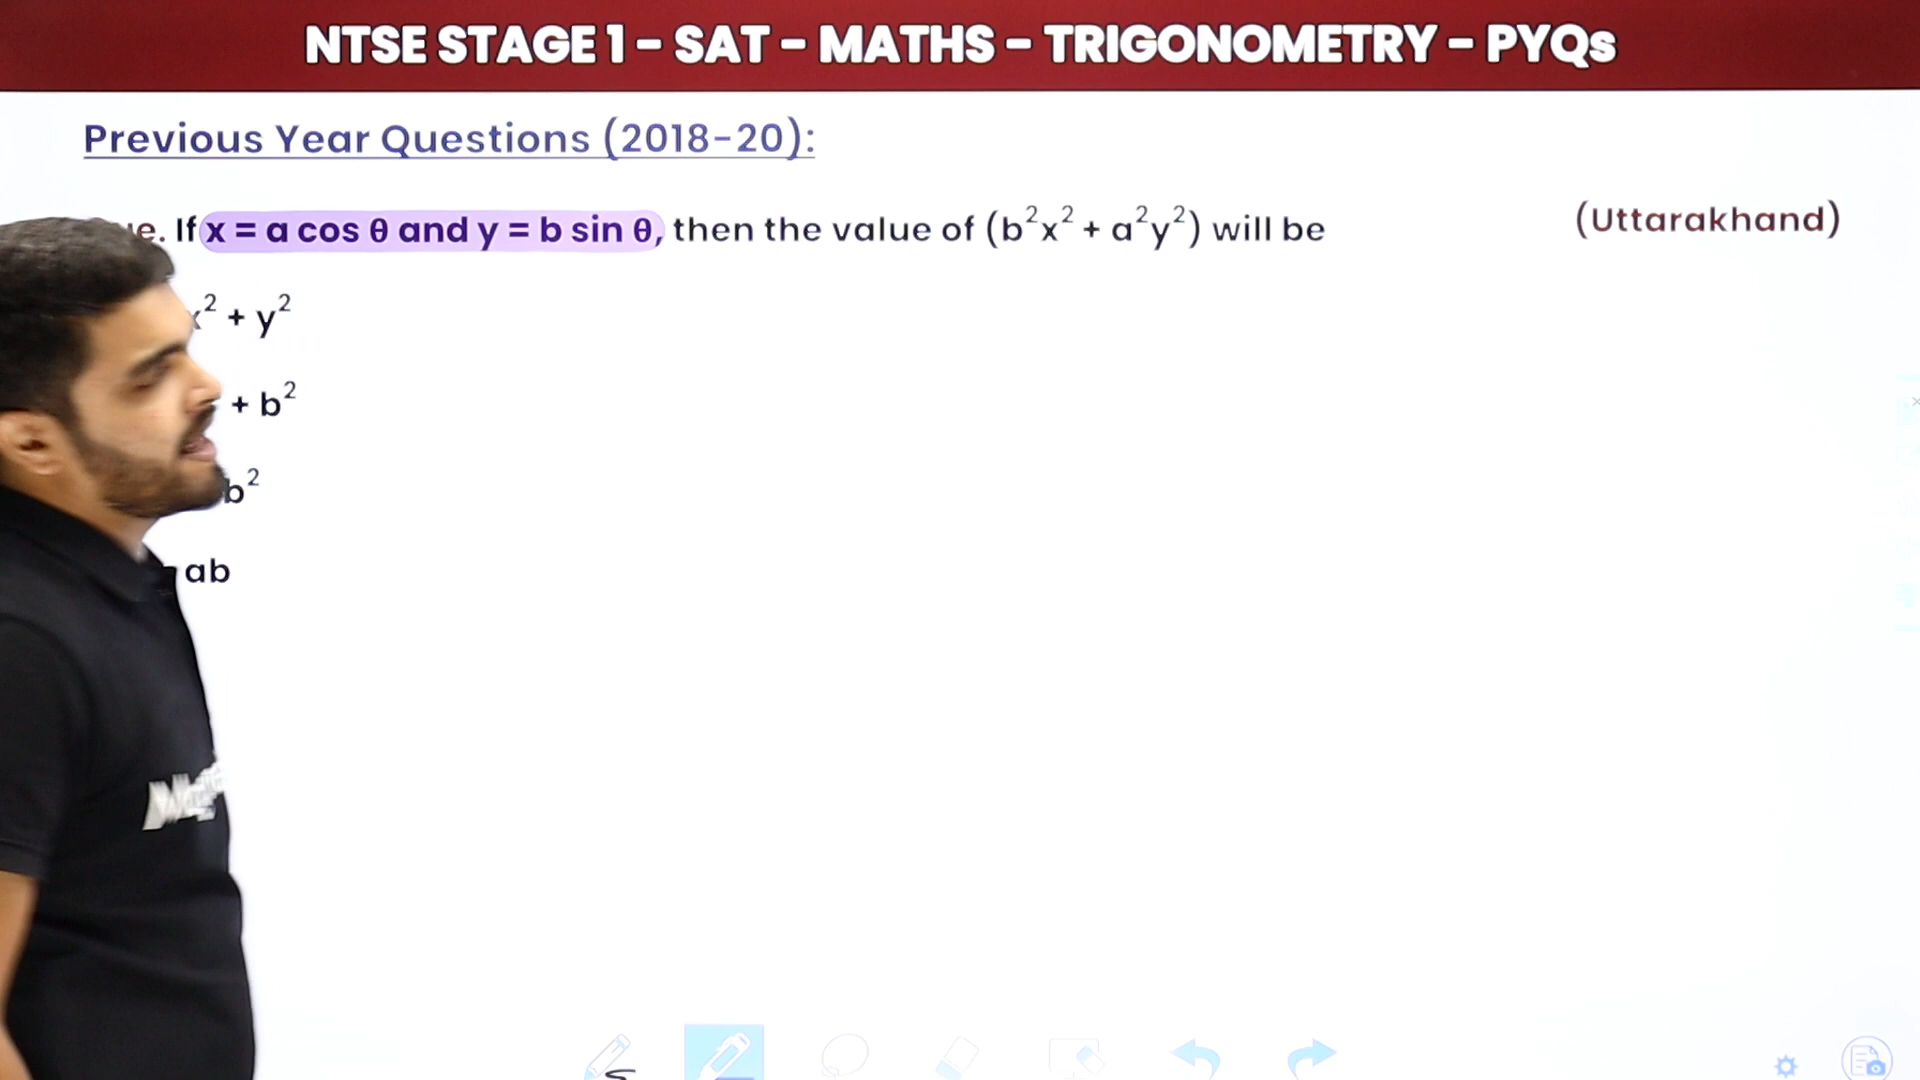 NTSE STAGE 1 – SAT – MATHS – TRIGONOMETRY – PYQs
Previous Year Questions (2018-20):
If x = a cos θ and y = b sin θ, then the value of (b²x² + a²y²) will be (Uttarakhand)
x² + y²
+ b²
b²
ab